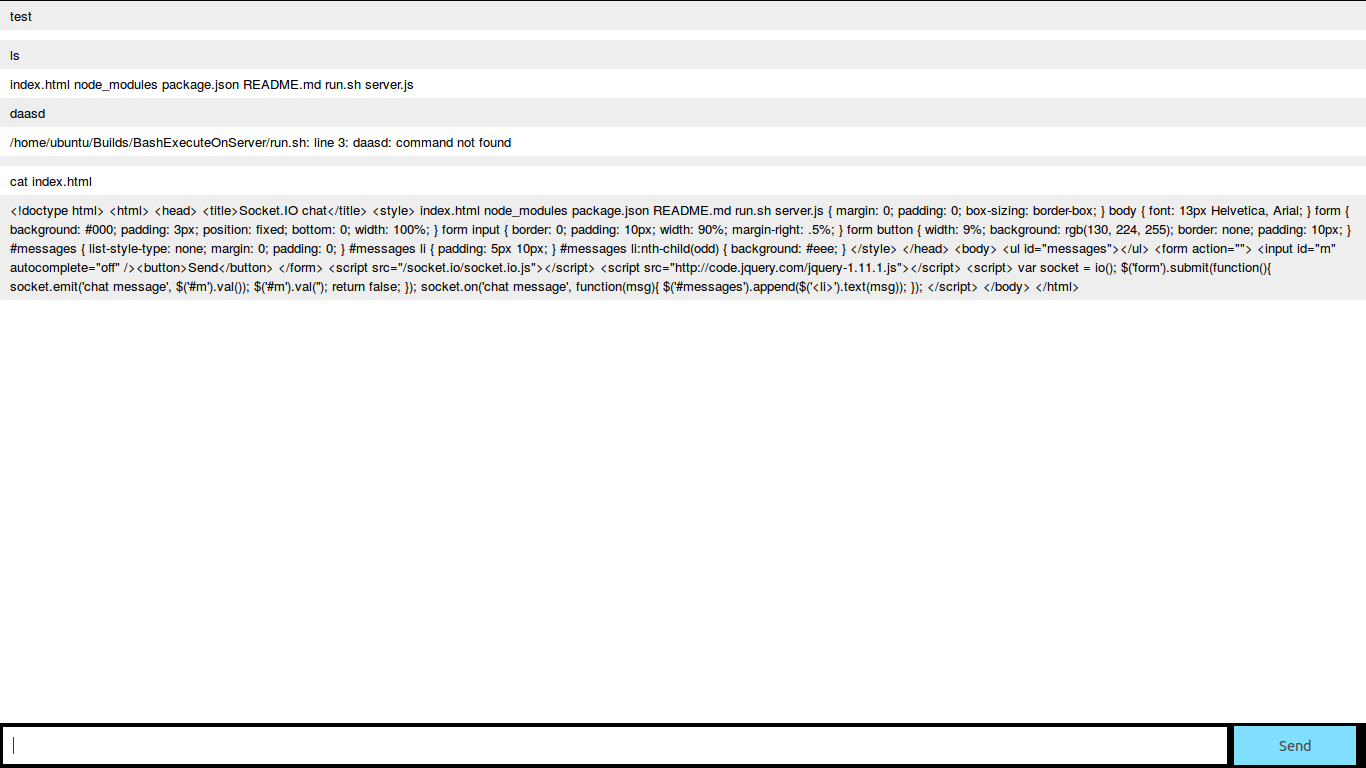 test
ls
index.html node_modules package.json README.md run.sh server.js
daasd
/home/ubuntu/Builds/BashExecuteOnServer/run.sh: line 3: daasd: command not found
cat index.html
<!doctype html> <html> <head> <title>Socket.IO chat</title> <style> index.html node_modules package.json README.md run.sh server.js { margin: 0; padding: 0; box-sizing: border-box; } body { font: 13px Helvetica, Arial; } form {
background: #000; padding: 3px; position: fixed; bottom: 0; width: 100%; } form input { border: 0; padding: 10px; width: 90%; margin-right: .5%; } form button { width: 9%; background: rgb(130, 224, 255); border: none; padding: 10px; }
#messages { list-style-type: none; margin: 0; padding: 0; } #messages li { padding: 5px 10px; } #messages li:nth-child(odd) { background: #eee; } </style> </head> <body> <ul id="messages"></ul> <form action=""> <input id="m"
autocomplete="off" /><button>Send</button> </form> <script src="/socket.io/socket.io.js"></script> <script src="http://code.jquery.com/jquery-1.11.1.js"></script> <script> var socket = io(); $('form').submit(function(){
socket.emit('chat message', $('#m').val()); $('#m').val(''); return false; }); socket.on('chat message', function(msg){ $('#messages').append($('<li>').text(msg)); }); </script> </body> </html>
Send